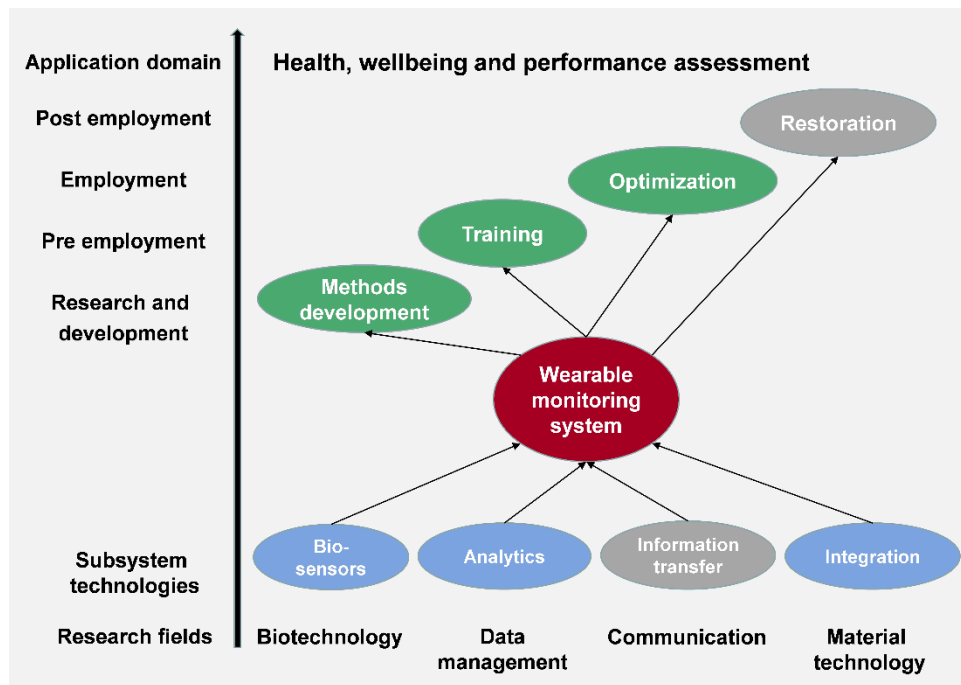 Application domain
Health, wellbeing and performance assessment
Post employment
Restoration
Employment
Optimization
Pre employment
Training
Research and
development
Methods
development
Wearable
monitoring
system
Subsystem
technologies
Bio-
sensors
Analytics
Information
transfer
Integration
Research fields
Biotechnology
Data
management
Communication
Material
technology